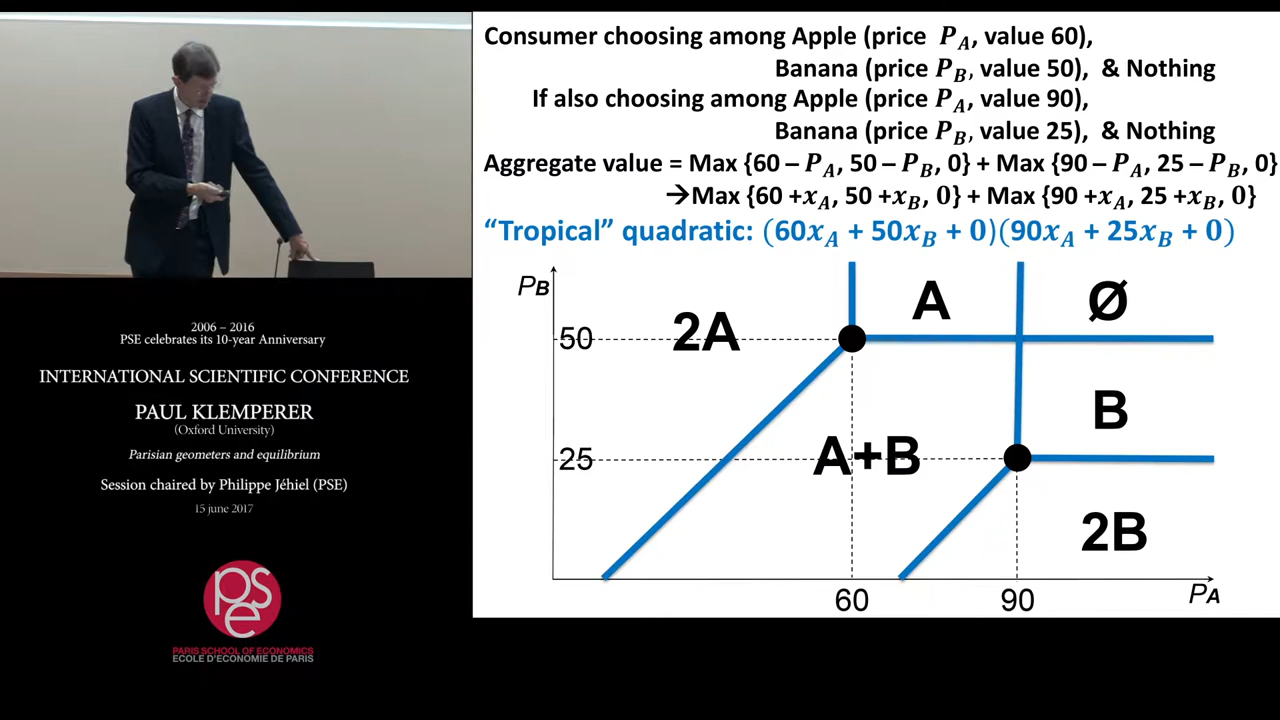 Consumer choosing among Apple (price P_A, value 60),
Banana (price P_B, value 50), & Nothing
If also choosing among Apple (price P_A, value 90),
Banana (price P_B, value 25), & Nothing
Aggregate value = Max {60 – P_A, 50 – P_B, 0} + Max {90 – P_A, 25 – P_B, 0}
→Max {60 +x_A, 50 +x_B, 0} + Max {90 +x_A, 25 +x_B, 0}
“Tropical” quadratic: (60x_A + 50x_B + 0)(90x_A + 25x_B + 0)
P_B
2A
A
Ø
50
B
A+B
25
2B
60
90
P_A
2006 – 2016
PSE celebrates its 10-year Anniversary
INTERNATIONAL SCIENTIFIC CONFERENCE
PAUL KLEMPERER
(Oxford University)
Parisian geometers and equilibrium
Session chaired by Philippe Jéhiel (PSE)
15 june 2017
pse
PARIS SCHOOL OF ECONOMICS
ECOLE D'ECONOMIE DE PARIS